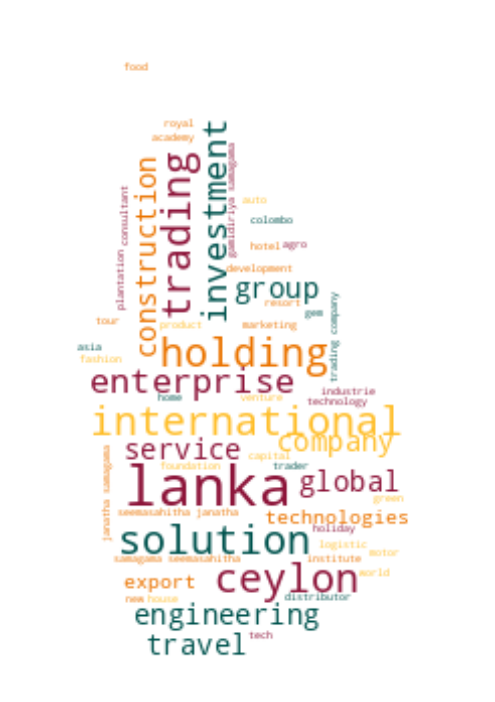 food
royal
academy
construction
trading
investment
gamidiriya samagama
plantation
consultant
auto
colombo
hotel
agro
development
group
resort
gem
tour
product
marketing
trading company
asia
fashion
holding
enterprise
industrie
home
venture
technology
international
company
service
capital
foundation
trader
janatha samagama
lanka
global
green
seemasahitha janatha
technologies
holiday
solution
logistic
motor
samagama seemasahitha
institute
export
ceylon
world
new
house
distributor
engineering
travel
tech